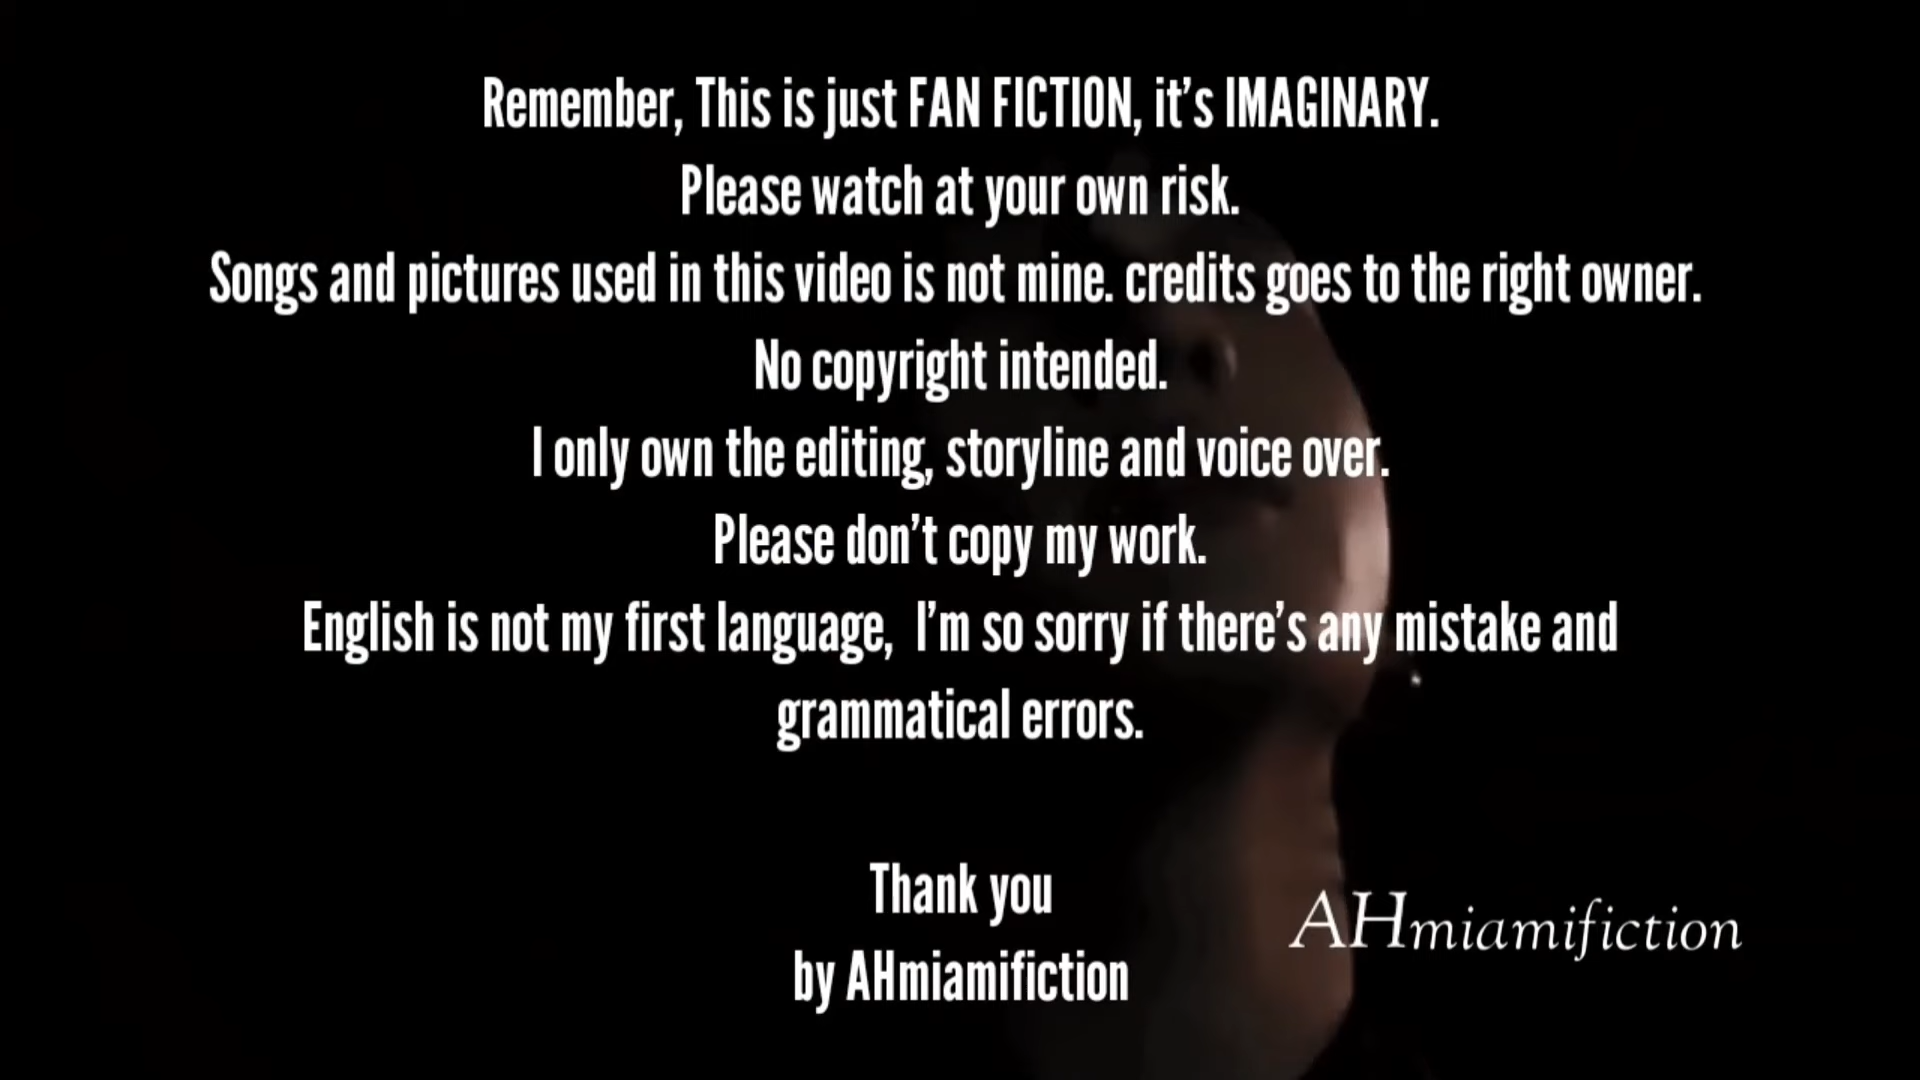 Remember, This is just FAN FICTION, it's IMAGINARY.
Please watch at your own risk.
Songs and pictures used in this video is not mine. credits goes to the right owner.
No copyright intended.
I only own the editing, storyline and voice over.
Please don't copy my work.
English is not my first language,  I'm so sorry if there's any mistake and
grammatical errors.
Thank you
by AHmiamifiction
AHmiamifiction